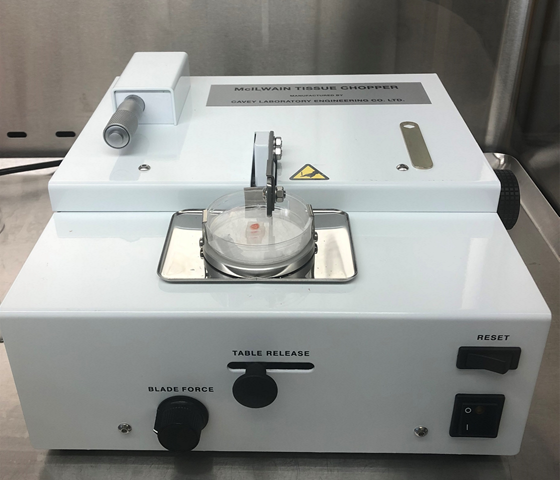 McILWAIN TISSUE CHOPPER
MANUFACTURED BY
CAVEY LABORATORY ENGINEERING CO. LTD.
RESET
TABLE RELEASE
BLADE FORCE